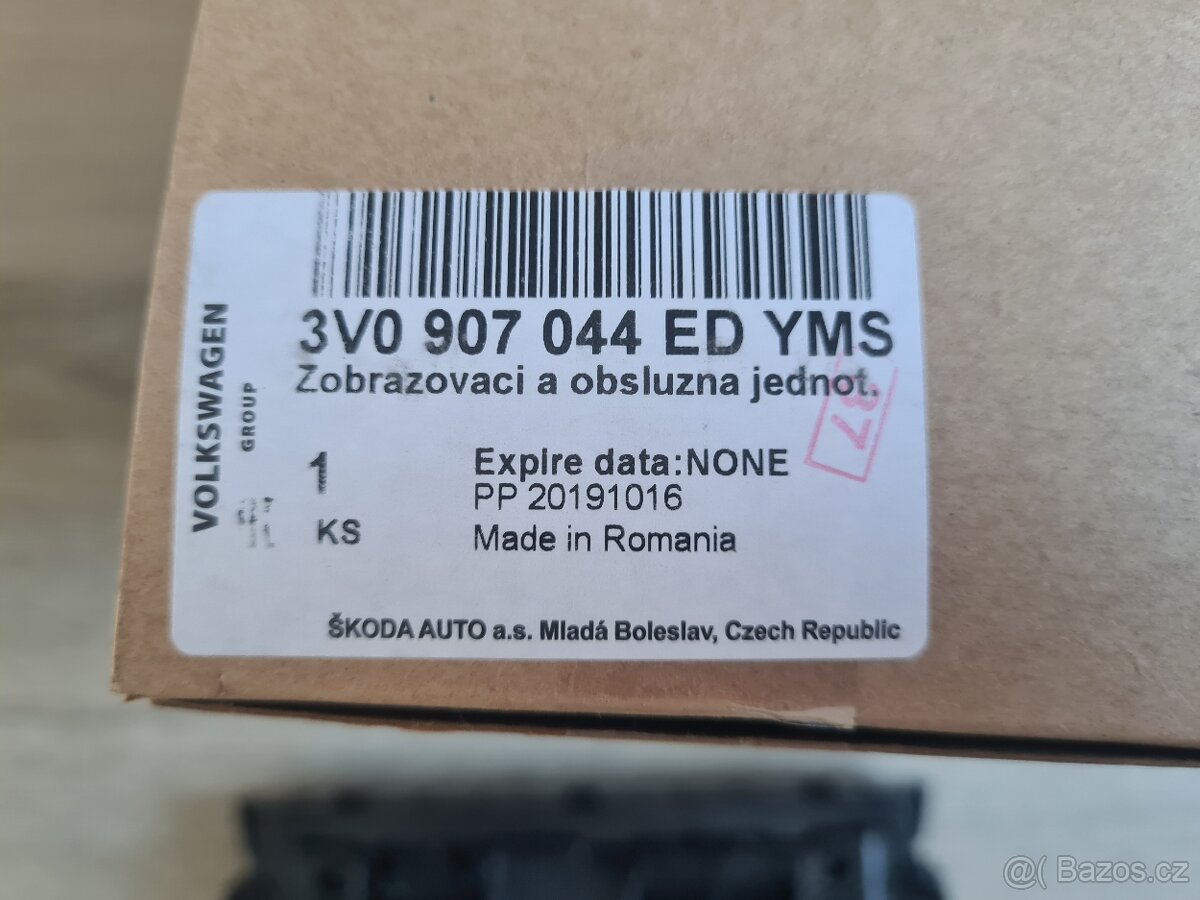 3V0 907 044 ED YMS
Zobrazovaci a obsluzna jednot.
VOLKSWAGEN
GROUP
1
KS
Expire data:NONE
PP 20191016
Made in Romania
37
ŠKODA AUTO a.s. Mladá Boleslav, Czech Republic
@( Bazos.cz